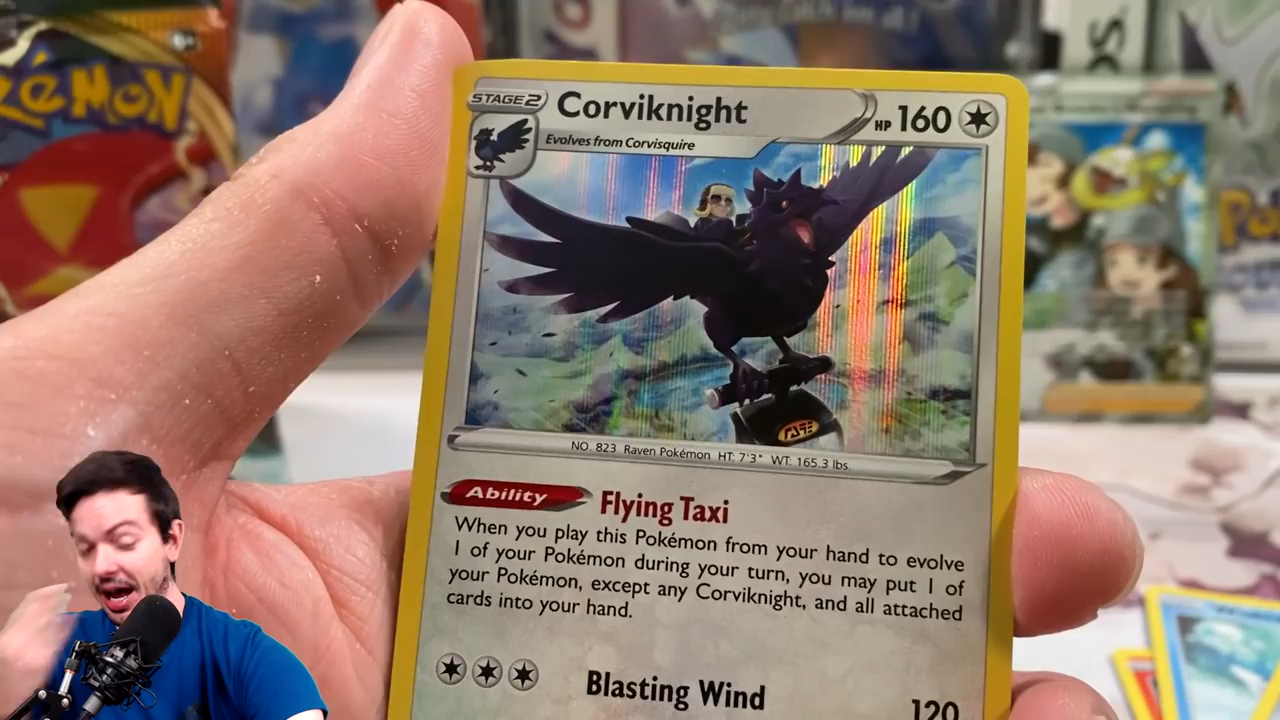 POKéMON
STAGE 2
Corviknight
HP 160
Evolves from Corvisquire
NO. 823 Raven Pokémon HT: 7'3" WT: 165.3 lbs.
Ability
Flying Taxi
When you play this Pokémon from your hand to evolve
1 of your Pokémon during your turn, you may put 1 of
your Pokémon, except any Corviknight, and all attached
cards into your hand.
Blasting Wind
120